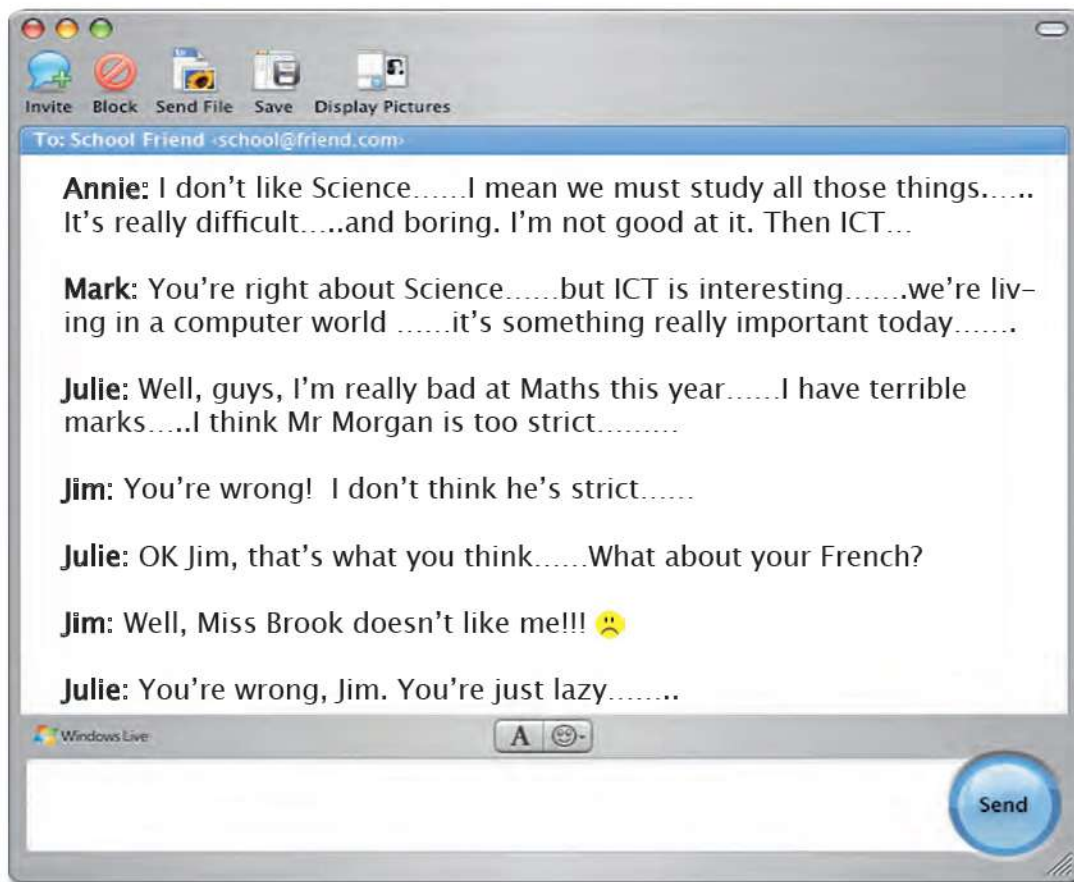 Invite Block Send File Save Display Pictures
To: School Friend ‹school@friend.com›
Annie: I don't like Science......I mean we must study all those things......
It's really difficult.....and boring. I'm not good at it. Then ICT...
Mark: You're right about Science......but ICT is interesting.......we're liv-
ing in a computer world ......it's something really important today.......
Julie: Well, guys, I'm really bad at Maths this year......I have terrible
marks.....I think Mr Morgan is too strict.........
Jim: You're wrong!  I don't think he's strict......
Julie: OK Jim, that's what you think......What about your French?
Jim: Well, Miss Brook doesn't like me!!!
Julie: You're wrong, Jim. You're just lazy........
Windows Live A
Send